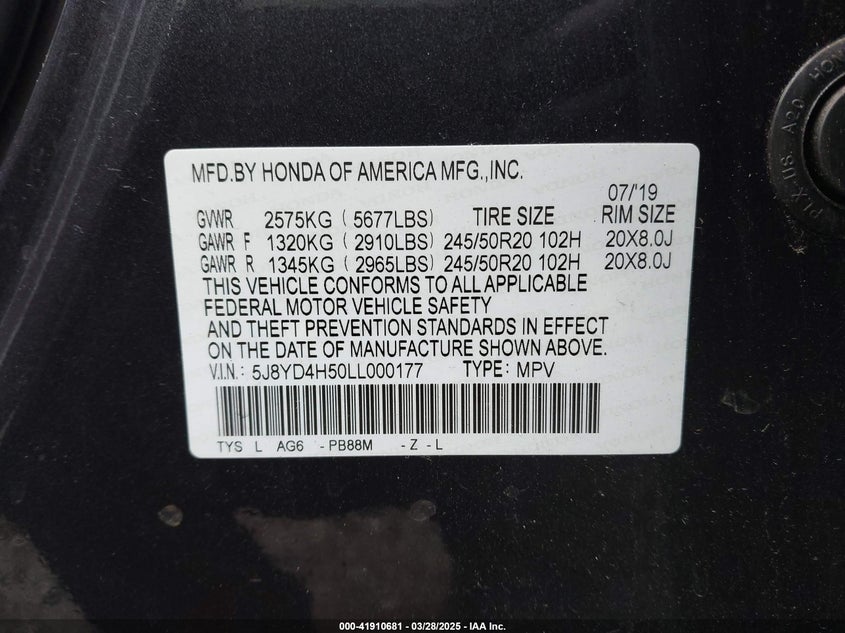 MFD.BY HONDA OF AMERICA MFG.,INC.
07/'19
GVWR 2575KG ( 5677LBS) TIRE SIZE RIM SIZE
GAWR F 1320KG ( 2910LBS) 245/50R20 102H 20X8.0J
GAWR R 1345KG ( 2965LBS) 245/50R20 102H 20X8.0J
THIS VEHICLE CONFORMS TO ALL APPLICABLE
FEDERAL MOTOR VEHICLE SAFETY
AND THEFT PREVENTION STANDARDS IN EFFECT
ON THE DATE OF MANUFACTURE SHOWN ABOVE.
V.I.N.: 5J8YD4H50LL000177 TYPE: MPV
TYS L AG6 -PB88M -Z -L
PLX-US A20
000-41910681 | 03/28/2025 - IAA Inc.